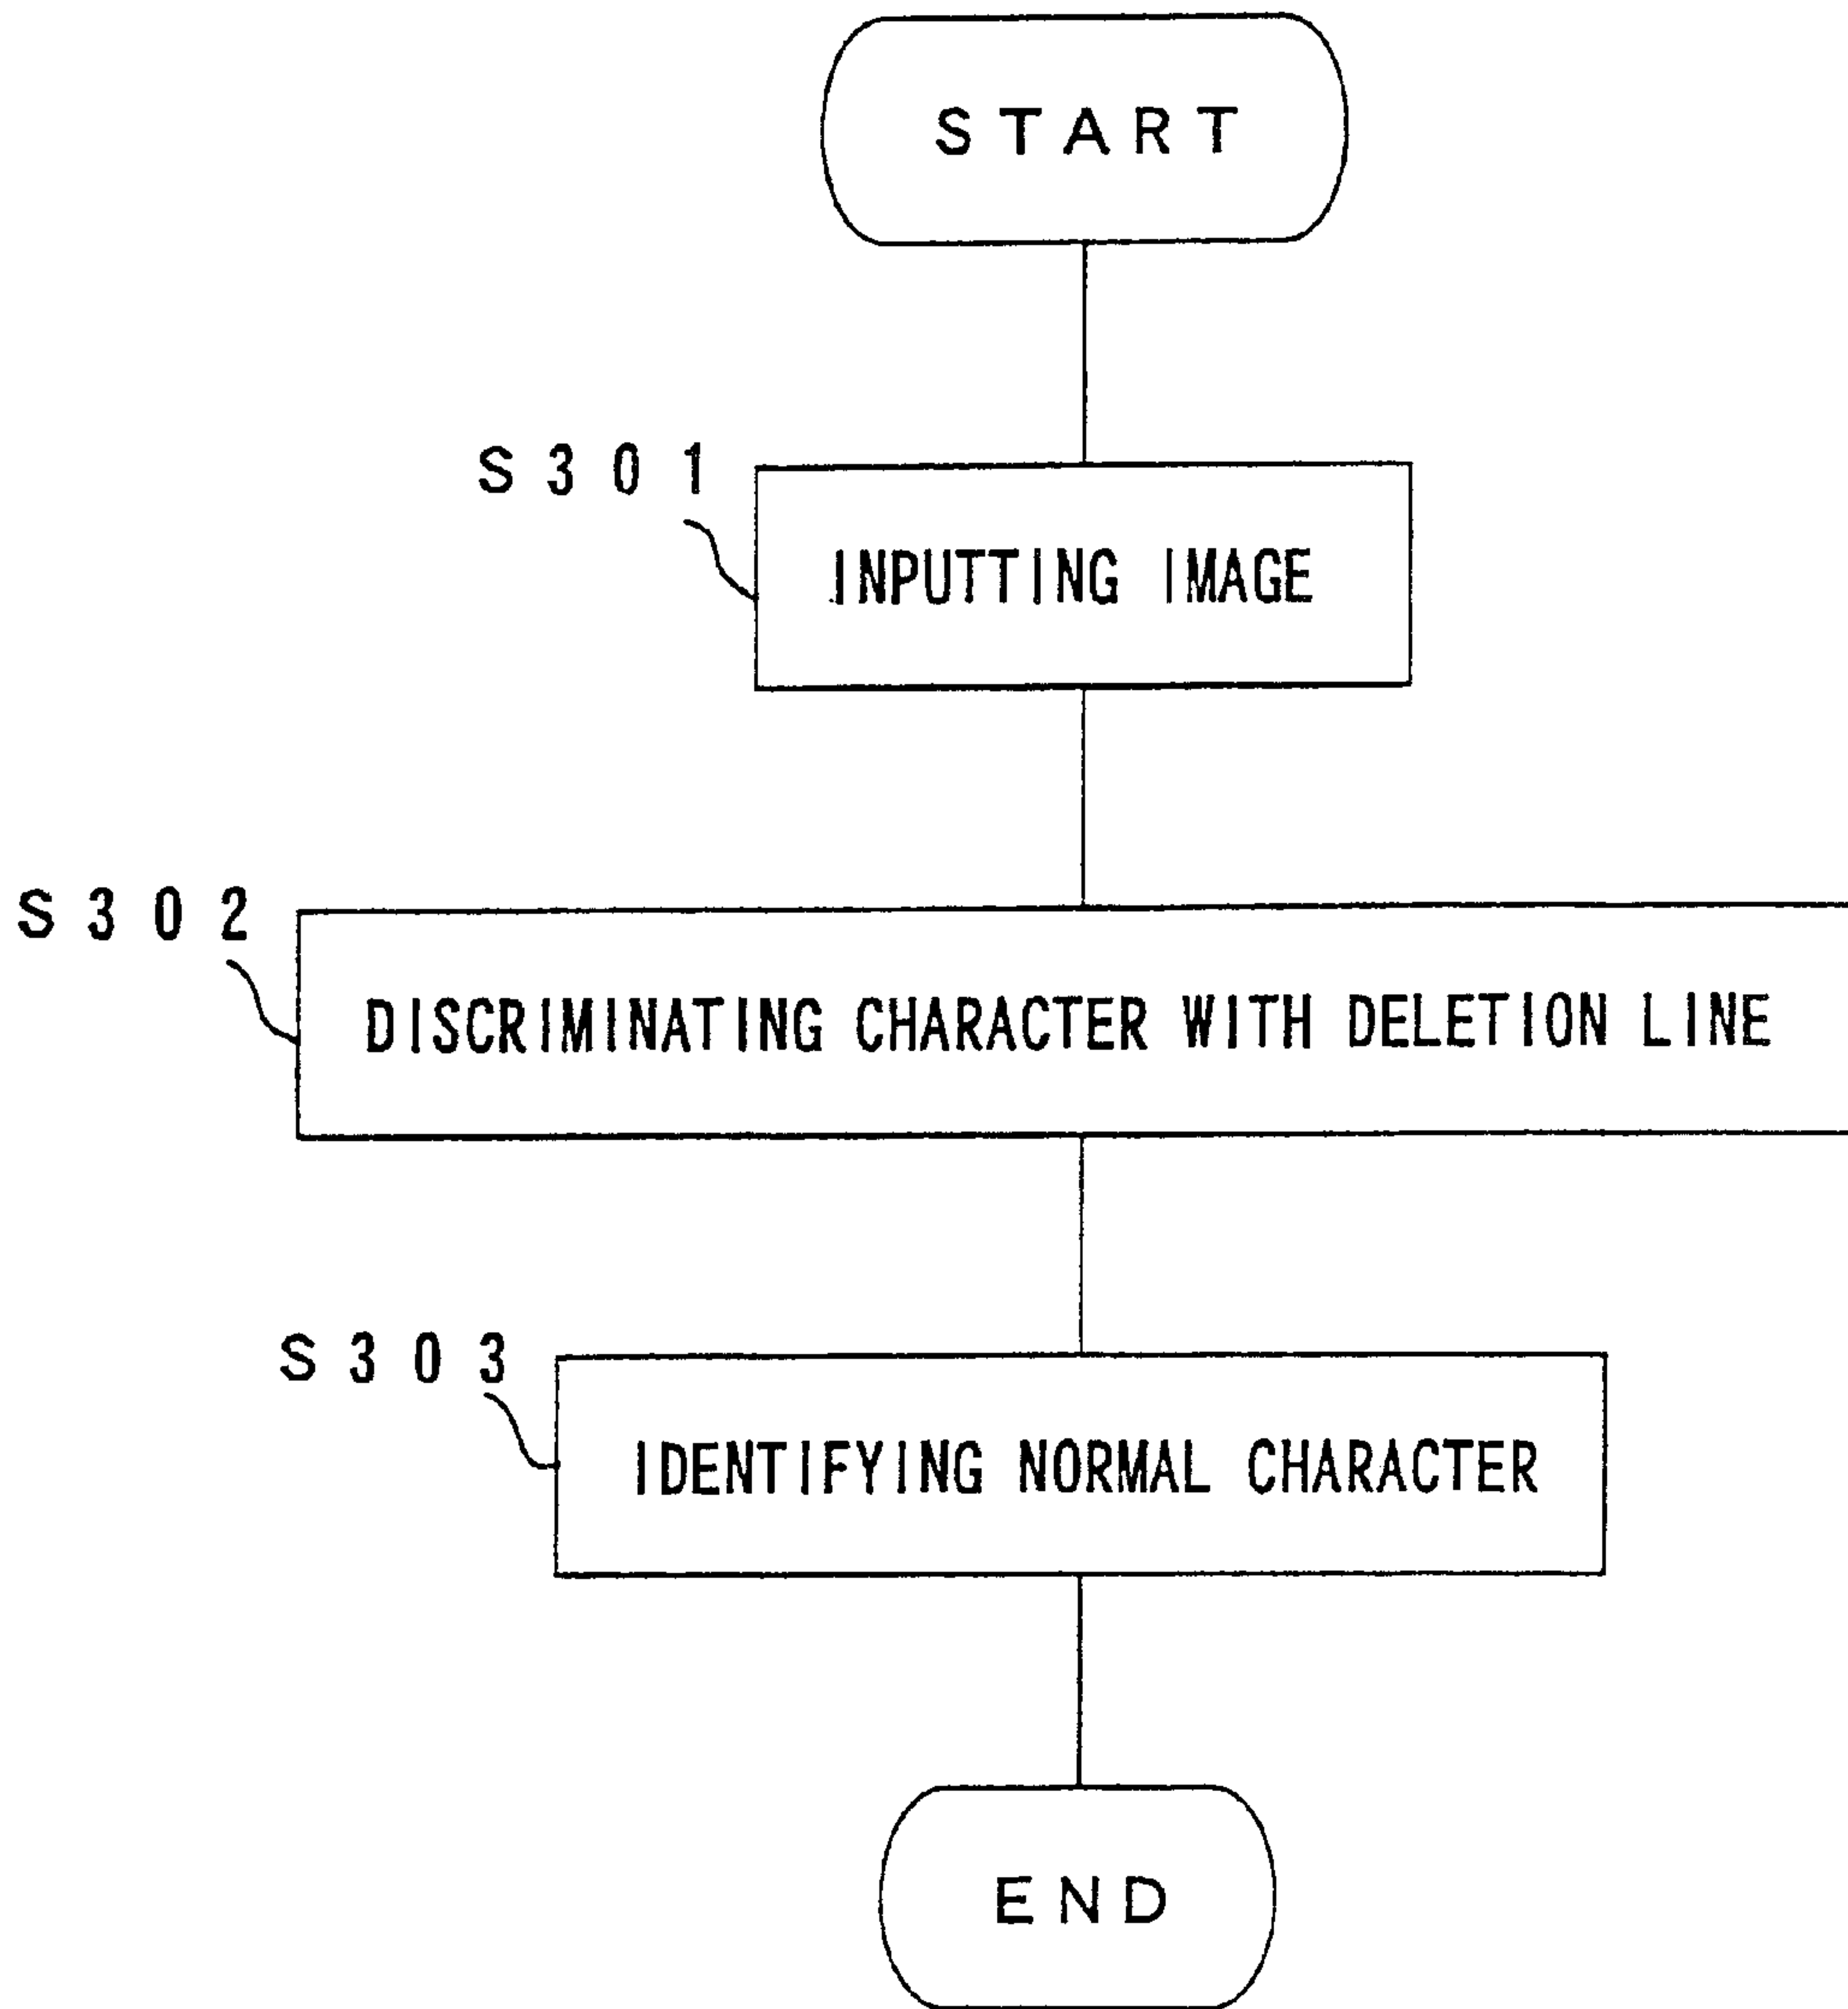 START
S301
INPUTTING IMAGE
S302
DISCRIMINATING CHARACTER WITH DELETION LINE
S303
IDENTIFYING NORMAL CHARACTER
END